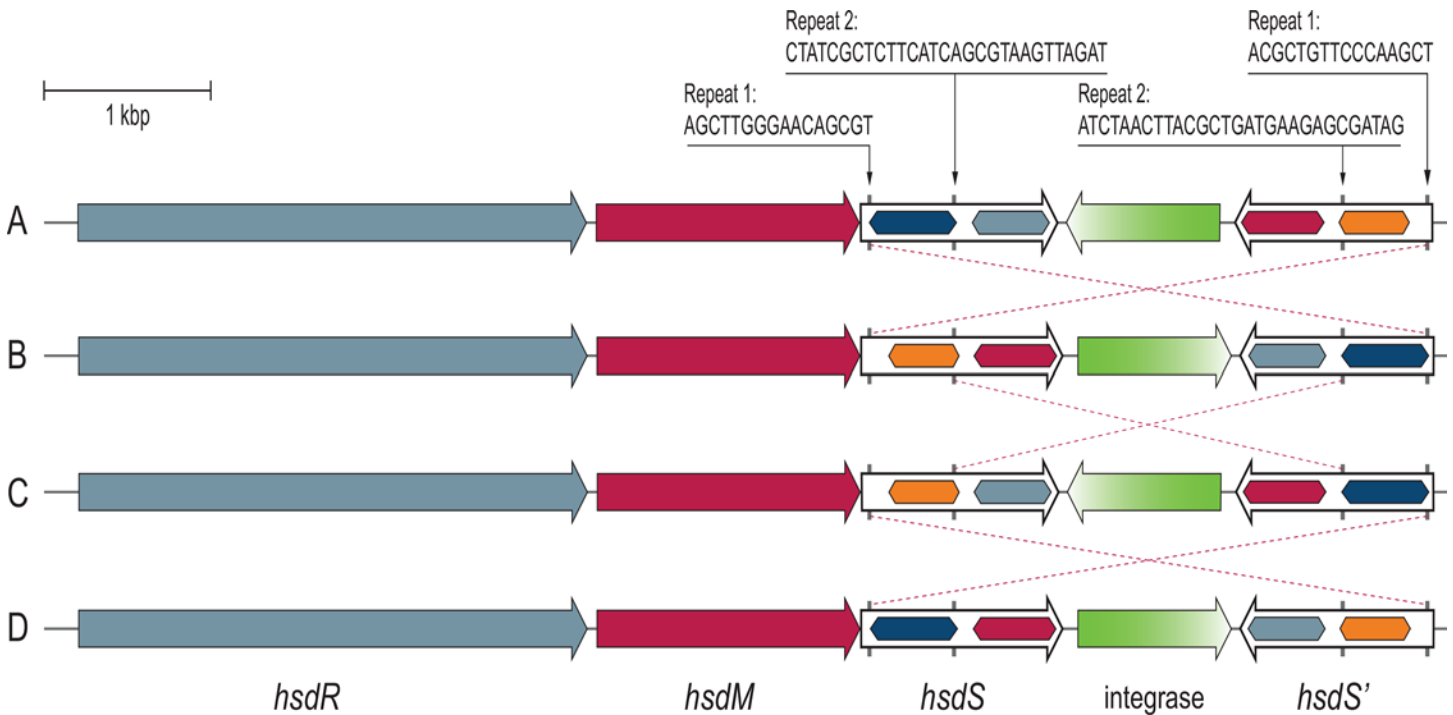 Repeat 2:
CTATCGCTCTTCATCAGCGTAAGTTAGAT
Repeat 1:
ACGCTGTTCCCAAGCT
Repeat 1:
AGCTTGGGAACAGCGT
Repeat 2:
ATCTAACTTACGCTGATGAAGAGCGATAG
1 kbp
A
B
C
D
hsdR
hsdM
hsdS
integrase
hsdS'